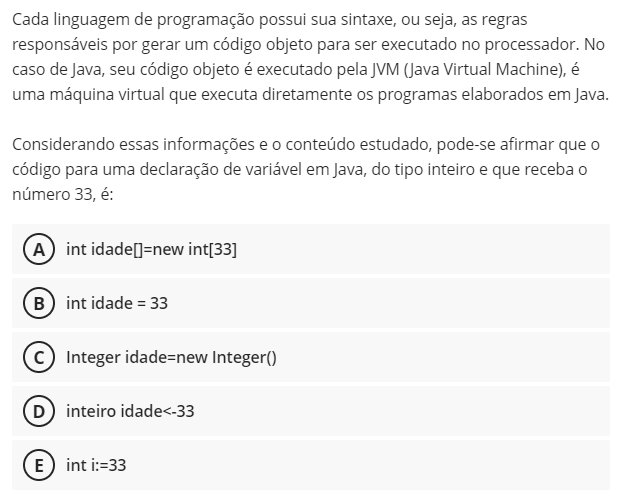 Cada linguagem de programação possui sua sintaxe, ou seja, as regras
responsáveis por gerar um código objeto para ser executado no processador. No
caso de Java, seu código objeto é executado pela JVM (Java Virtual Machine), é
uma máquina virtual que executa diretamente os programas elaborados em Java.
Considerando essas informações e o conteúdo estudado, pode-se afirmar que o
código para uma declaração de variável em Java, do tipo inteiro e que receba o
número 33, é:
A int idade[]=new int[33]
B int idade = 33
C Integer idade=new Integer()
D inteiro idade<-33
E int i:=33